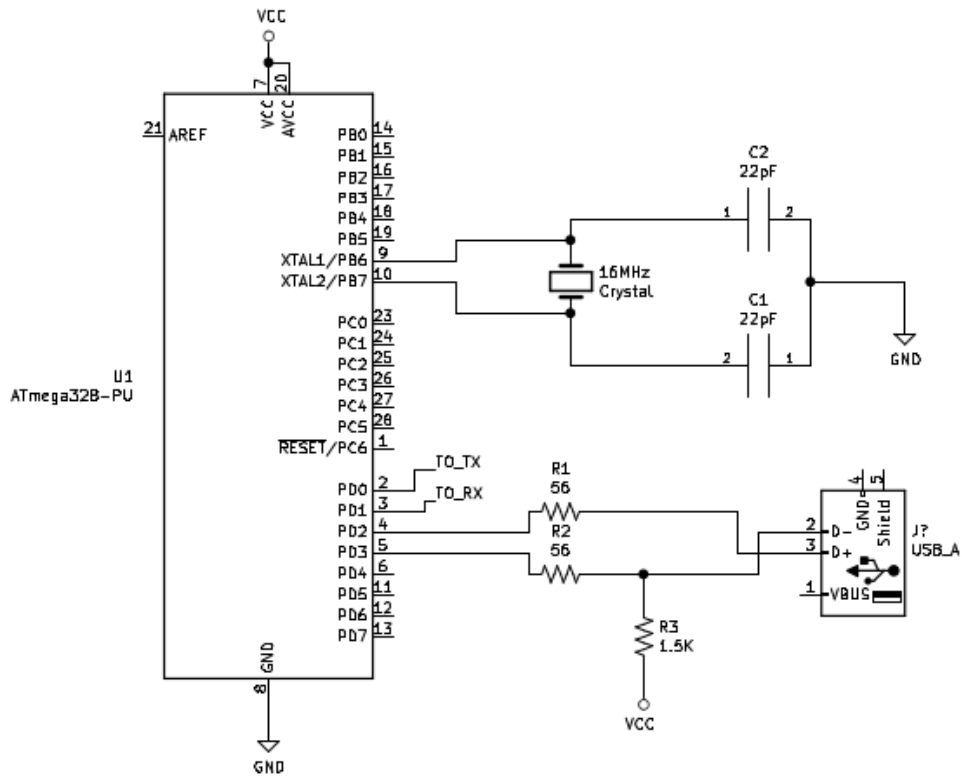 VCC
7
20
VCC
AVCC
21
AREF
PB0 14
PB1 15
PB2 16
PB3 17
PB4 18
PB5 19
XTAL1/PB6 9
XTAL2/PB7 10
PC0 23
PC1 24
PC2 25
PC3 26
PC4 27
PC5 28
RESET/PC6 1
PD0 2
PD1 3
PD2 4
PD3 5
PD4 6
PD5 11
PD6 12
PD7 13
U1
ATmega328-PU
GND
8
GND
TO_TX
TO_RX
C2
22pF
1 2
16MHz
Crystal
C1
22pF
2 1
GND
R1
56
R2
56
R3
1.5K
VCC
4 5
GND
Shield
2 D-
3 D+
1 VBUS
J?
USB_A